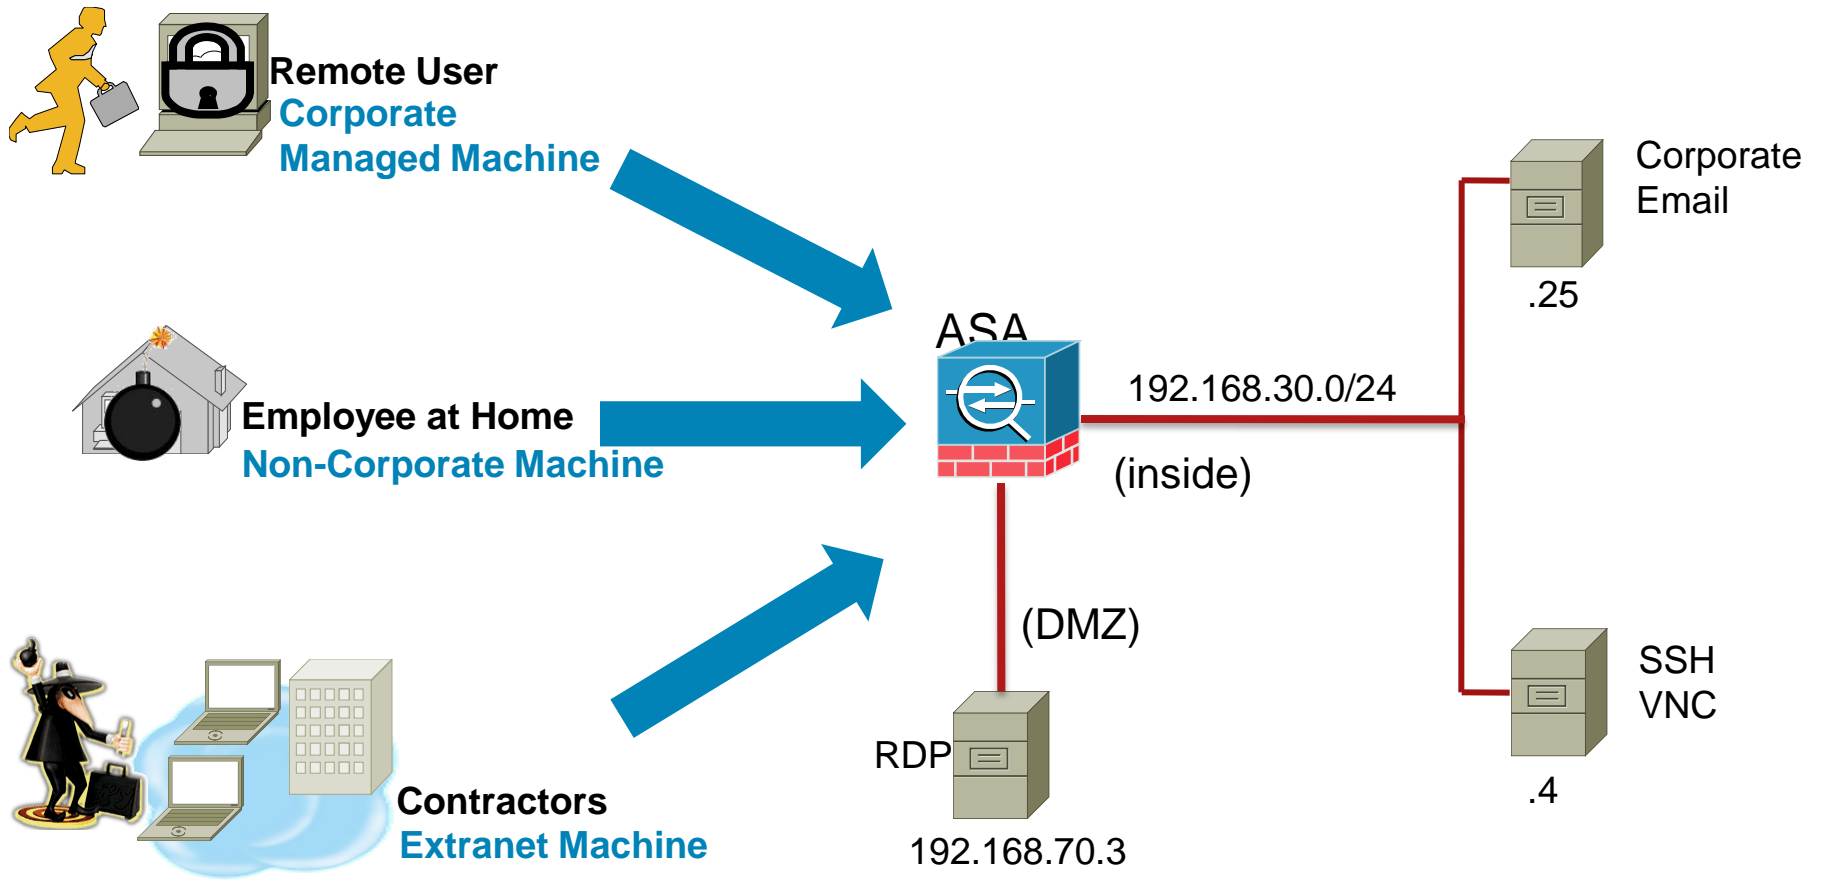 Remote User
Corporate
Managed Machine
Corporate
Email
.25
ASA
192.168.30.0/24
(inside)
Employee at Home
Non-Corporate Machine
(DMZ)
SSH
VNC
.4
RDP
192.168.70.3
Contractors
Extranet Machine